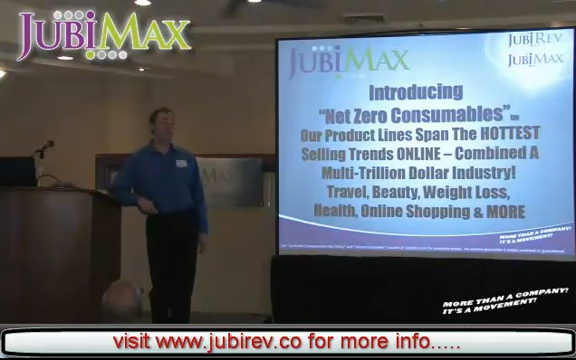 JUBIMAX
JUBIMAX
JUBIREV
JUBIMAX
Introducing
"Net Zero Consumables"
Our Product Lines Span The HOTTEST
Selling Trends ONLINE – Combined A
Multi-Trillion Dollar Industry!
Travel, Beauty, Weight Loss,
Health, Online Shopping & MORE
MORE THAN A COMPANY!
IT'S A MOVEMENT!
MORE THAN A COMPANY!
IT'S A MOVEMENT!
visit www.jubirev.co for more info.....